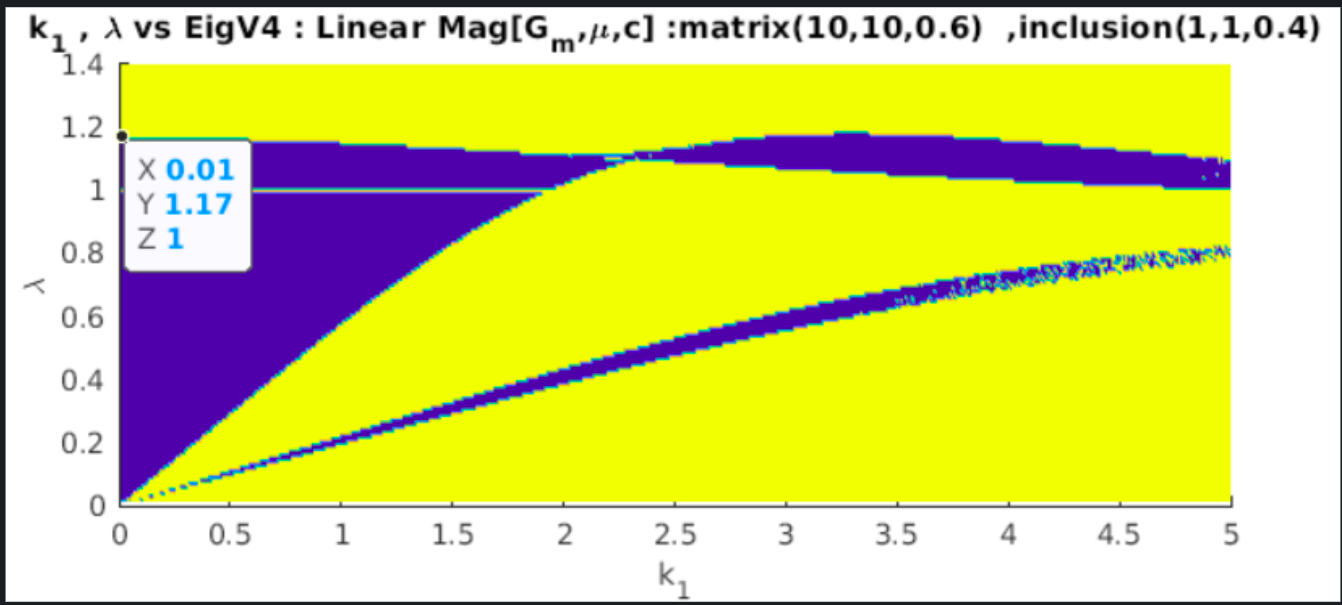 k1 , λ vs EigV4 : Linear Mag[Gm,μ,c] :matrix(10,10,0.6) ,inclusion(1,1,0.4)
1.4
1.2
X 0.01
1
Y 1.17
Z 1
0.8
λ
0.6
0.4
0.2
0
0 0.5 1 1.5 2 2.5 3 3.5 4 4.5 5
k1